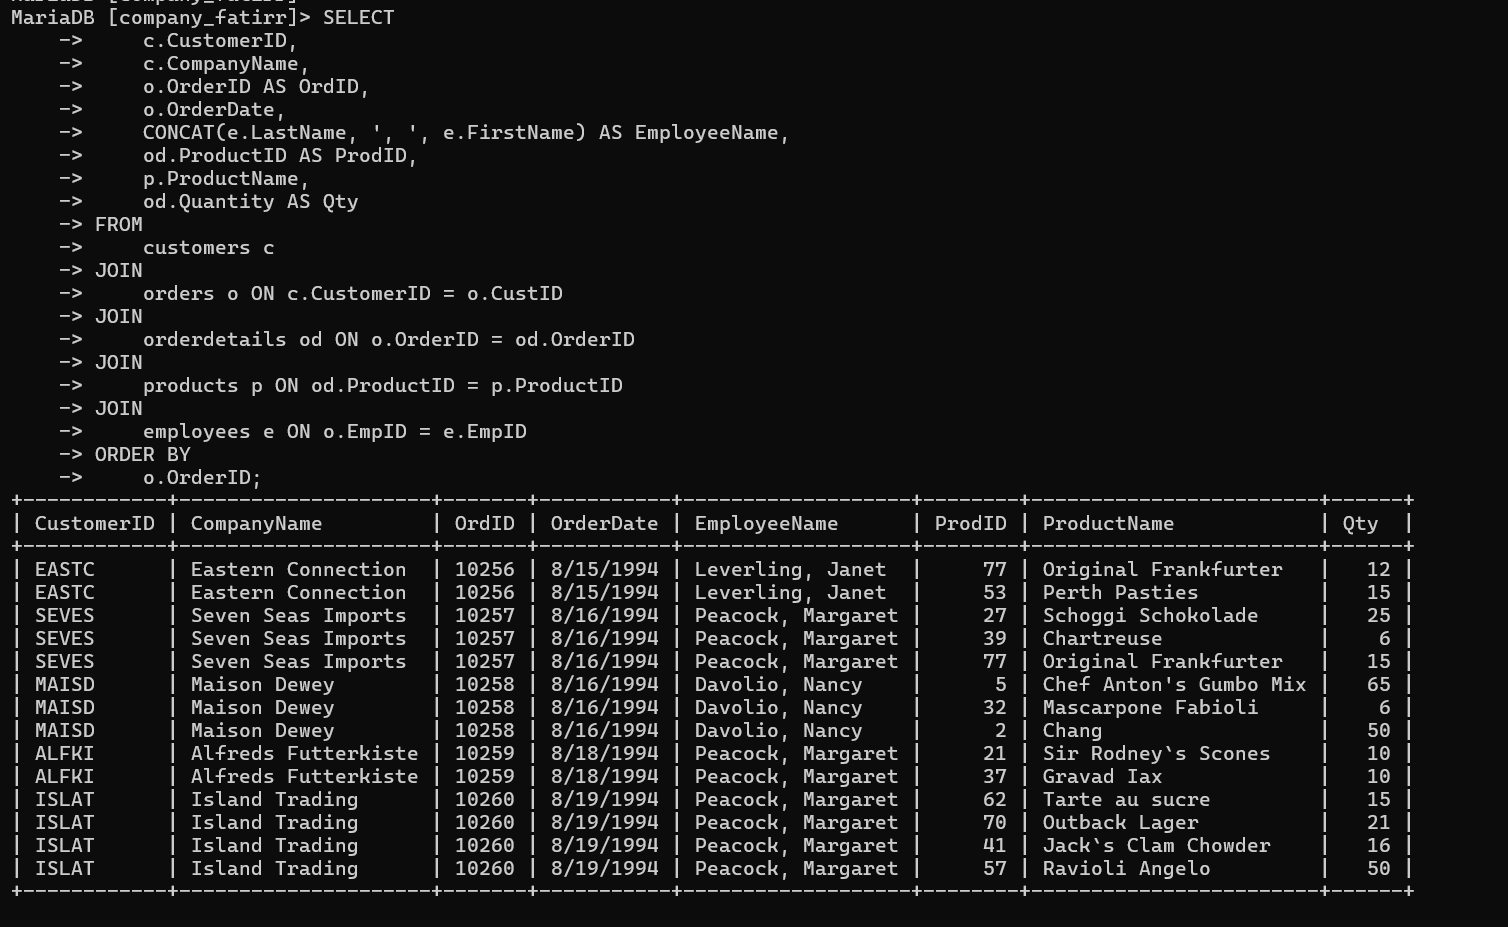 MariaDB [company_fatirr]> SELECT
    ->     c.CustomerID,
    ->     c.CompanyName,
    ->     o.OrderID AS OrdID,
    ->     o.OrderDate,
    ->     CONCAT(e.LastName, ', ', e.FirstName) AS EmployeeName,
    ->     od.ProductID AS ProdID,
    ->     p.ProductName,
    ->     od.Quantity AS Qty
    -> FROM
    ->     customers c
    -> JOIN
    ->     orders o ON c.CustomerID = o.CustID
    -> JOIN
    ->     orderdetails od ON o.OrderID = od.OrderID
    -> JOIN
    ->     products p ON od.ProductID = p.ProductID
    -> JOIN
    ->     employees e ON o.EmpID = e.EmpID
    -> ORDER BY
    ->     o.OrderID;
+------------+---------------------+-------+-----------+-------------------+--------+------------------------+------+
| CustomerID | CompanyName         | OrdID | OrderDate | EmployeeName      | ProdID | ProductName            | Qty  |
+------------+---------------------+-------+-----------+-------------------+--------+------------------------+------+
| EASTC      | Eastern Connection  | 10256 | 8/15/1994 | Leverling, Janet  |     77 | Original Frankfurter   |   12 |
| EASTC      | Eastern Connection  | 10256 | 8/15/1994 | Leverling, Janet  |     53 | Perth Pasties          |   15 |
| SEVES      | Seven Seas Imports  | 10257 | 8/16/1994 | Peacock, Margaret |     27 | Schoggi Schokolade     |   25 |
| SEVES      | Seven Seas Imports  | 10257 | 8/16/1994 | Peacock, Margaret |     39 | Chartreuse             |    6 |
| SEVES      | Seven Seas Imports  | 10257 | 8/16/1994 | Peacock, Margaret |     77 | Original Frankfurter   |   15 |
| MAISD      | Maison Dewey        | 10258 | 8/16/1994 | Davolio, Nancy    |      5 | Chef Anton's Gumbo Mix |   65 |
| MAISD      | Maison Dewey        | 10258 | 8/16/1994 | Davolio, Nancy    |     32 | Mascarpone Fabioli     |    6 |
| MAISD      | Maison Dewey        | 10258 | 8/16/1994 | Davolio, Nancy    |      2 | Chang                  |   50 |
| ALFKI      | Alfreds Futterkiste | 10259 | 8/18/1994 | Peacock, Margaret |     21 | Sir Rodney`s Scones    |   10 |
| ALFKI      | Alfreds Futterkiste | 10259 | 8/18/1994 | Peacock, Margaret |     37 | Gravad Iax             |   10 |
| ISLAT      | Island Trading      | 10260 | 8/19/1994 | Peacock, Margaret |     62 | Tarte au sucre         |   15 |
| ISLAT      | Island Trading      | 10260 | 8/19/1994 | Peacock, Margaret |     70 | Outback Lager          |   21 |
| ISLAT      | Island Trading      | 10260 | 8/19/1994 | Peacock, Margaret |     41 | Jack`s Clam Chowder    |   16 |
| ISLAT      | Island Trading      | 10260 | 8/19/1994 | Peacock, Margaret |     57 | Ravioli Angelo         |   50 |
+------------+---------------------+-------+-----------+-------------------+--------+------------------------+------+